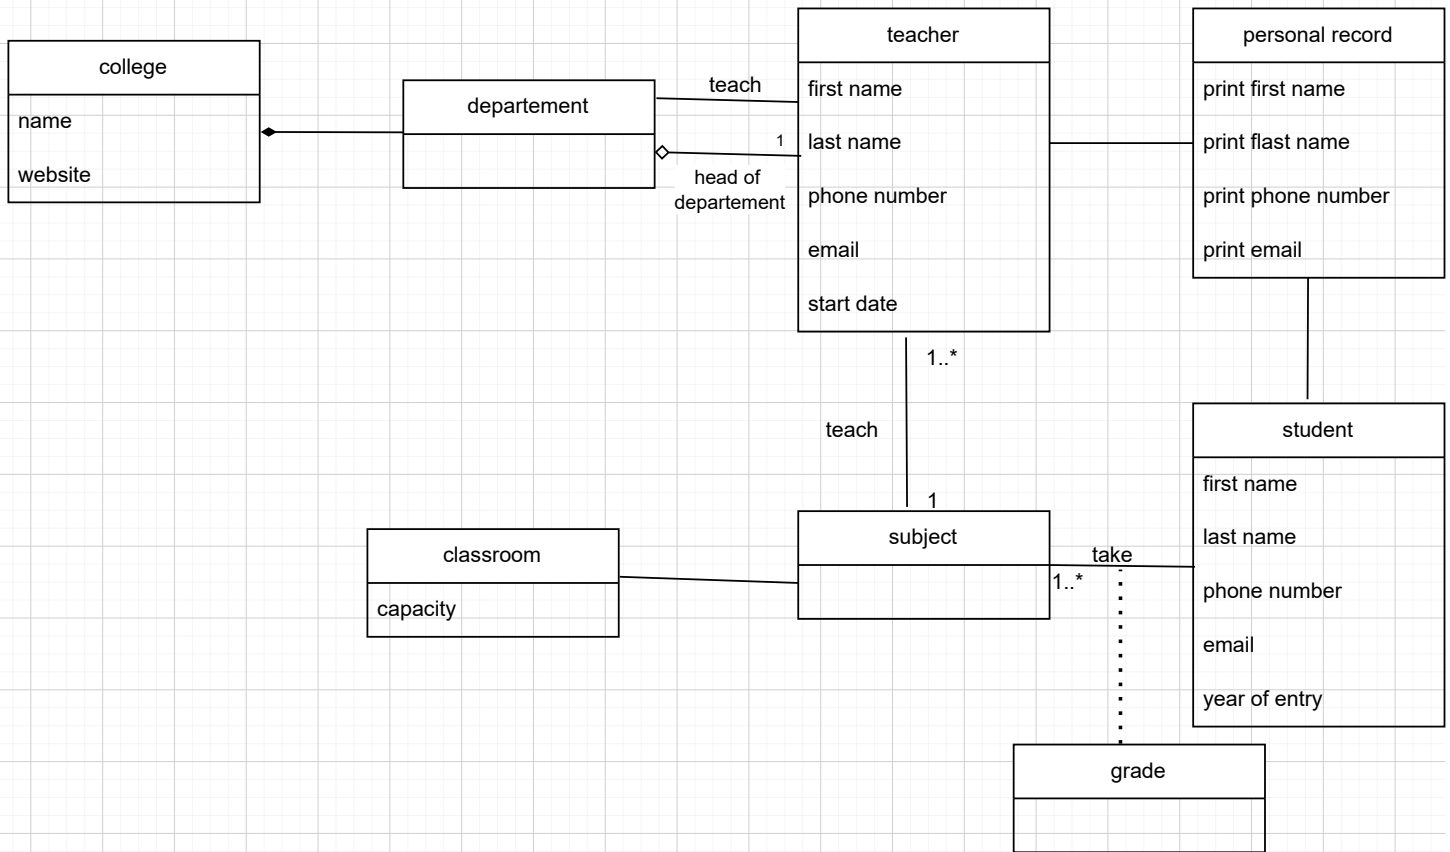 college
name
website
departement
teach
1
head of
departement
teacher
first name
last name
phone number
email
start date
personal record
print first name
print flast name
print phone number
print email
1..*
teach
1
student
first name
last name
phone number
email
year of entry
classroom
capacity
subject
take
1..*
grade